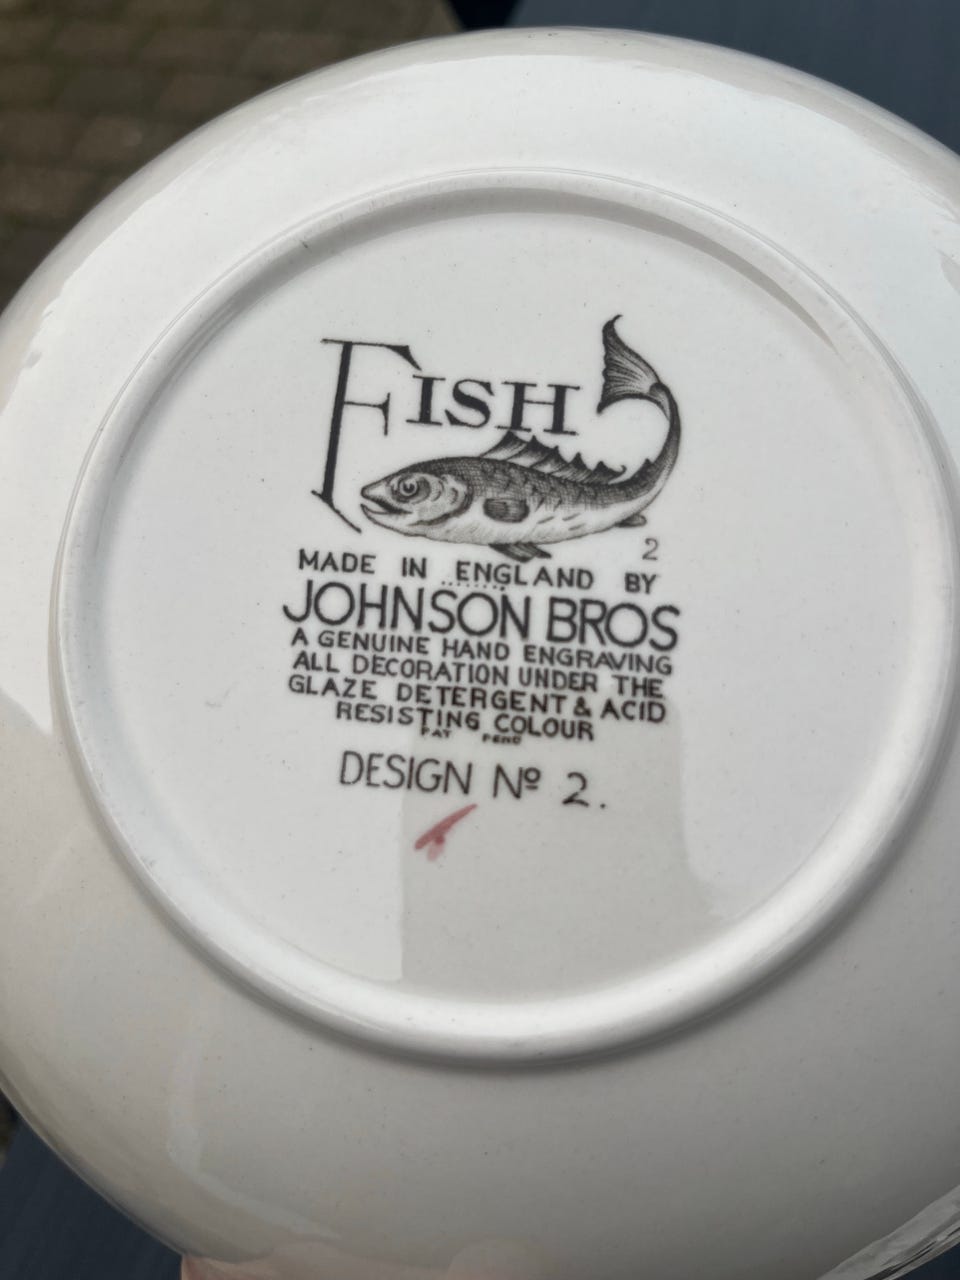 FISH
2
MADE IN ENGLAND BY
JOHNSON BROS
A GENUINE HAND ENGRAVING
ALL DECORATION UNDER THE
GLAZE DETERGENT & ACID
RESISTING COLOUR
PAT PEND
DESIGN Nº 2.